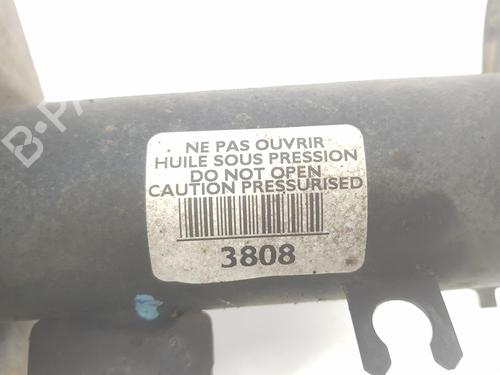 NE PAS OUVRIR
HUILE SOUS PRESSION
DO NOT OPEN
CAUTION PRESSURISED
3808